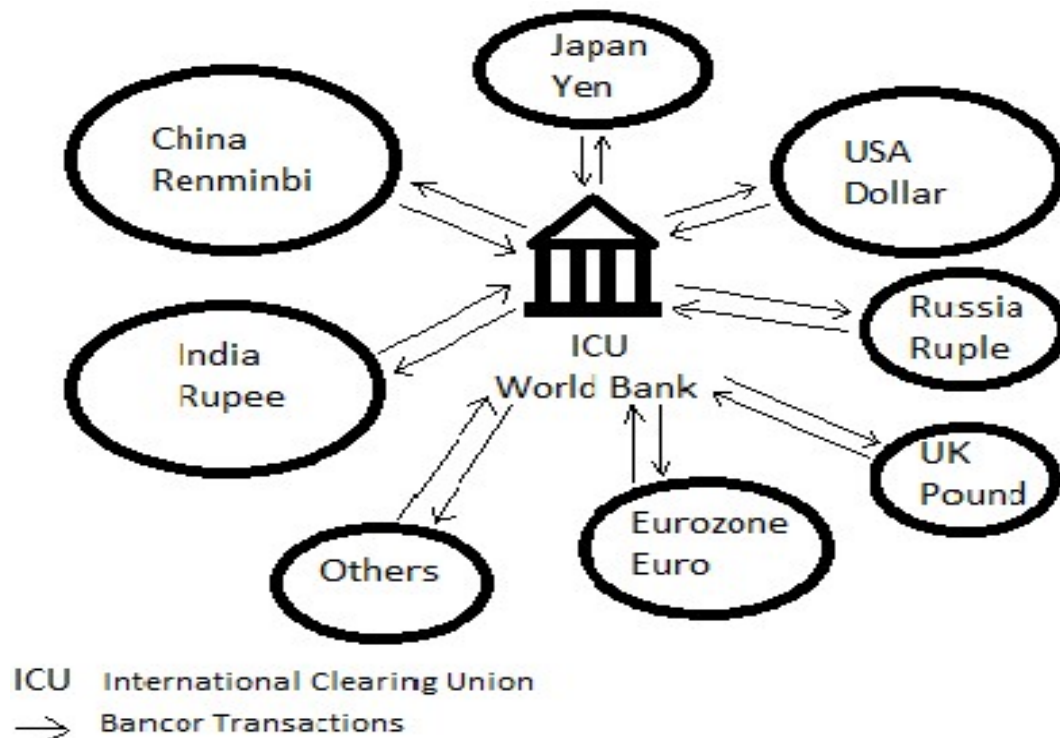 Japan
Yen
China
Renminbi
USA
Dollar
Russia
Ruple
India
Rupee
ICU
World Bank
UK
Pound
Eurozone
Euro
Others
ICU International Clearing Union
Bancor Transactions